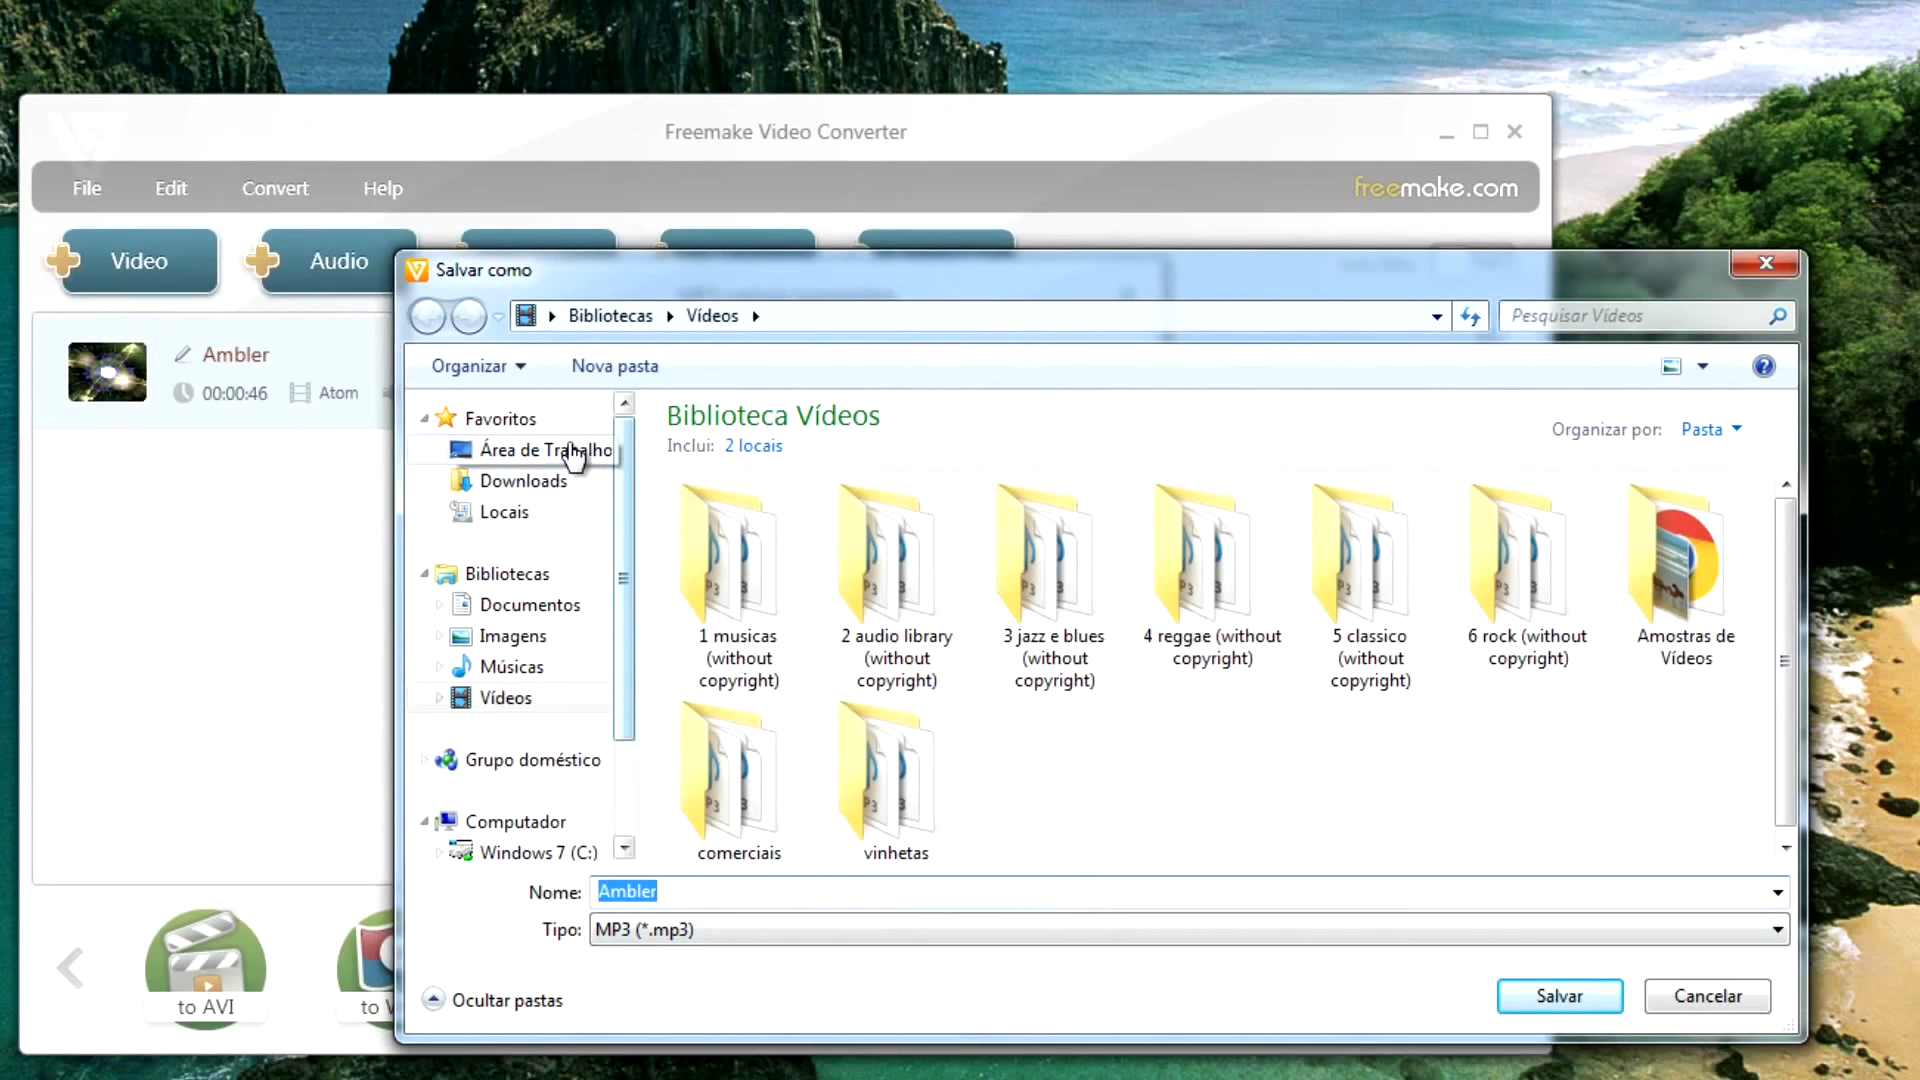 Freemake Video Converter
File Edit Convert Help
freemake.com
Video
Audio
Ambler
00:00:46 Atom
Salvar como
Bibliotecas Vídeos
Pesquisar Vídeos
Organizar Nova pasta
Favoritos
Área de Trabalho
Downloads
Locais
Bibliotecas
Documentos
Imagens
Músicas
Vídeos
Grupo doméstico
Computador
Windows 7 (C:)
Biblioteca Vídeos
Inclui: 2 locais
Organizar por: Pasta
1 musicas
(without
copyright)
2 audio library
(without
copyright)
3 jazz e blues
(without
copyright)
4 reggae (without
copyright)
5 classico
(without
copyright)
6 rock (without
copyright)
Amostras de
Vídeos
comerciais
vinhetas
Nome: Ambler
Tipo: MP3 (*.mp3)
Ocultar pastas
Salvar
Cancelar
to AVI
to